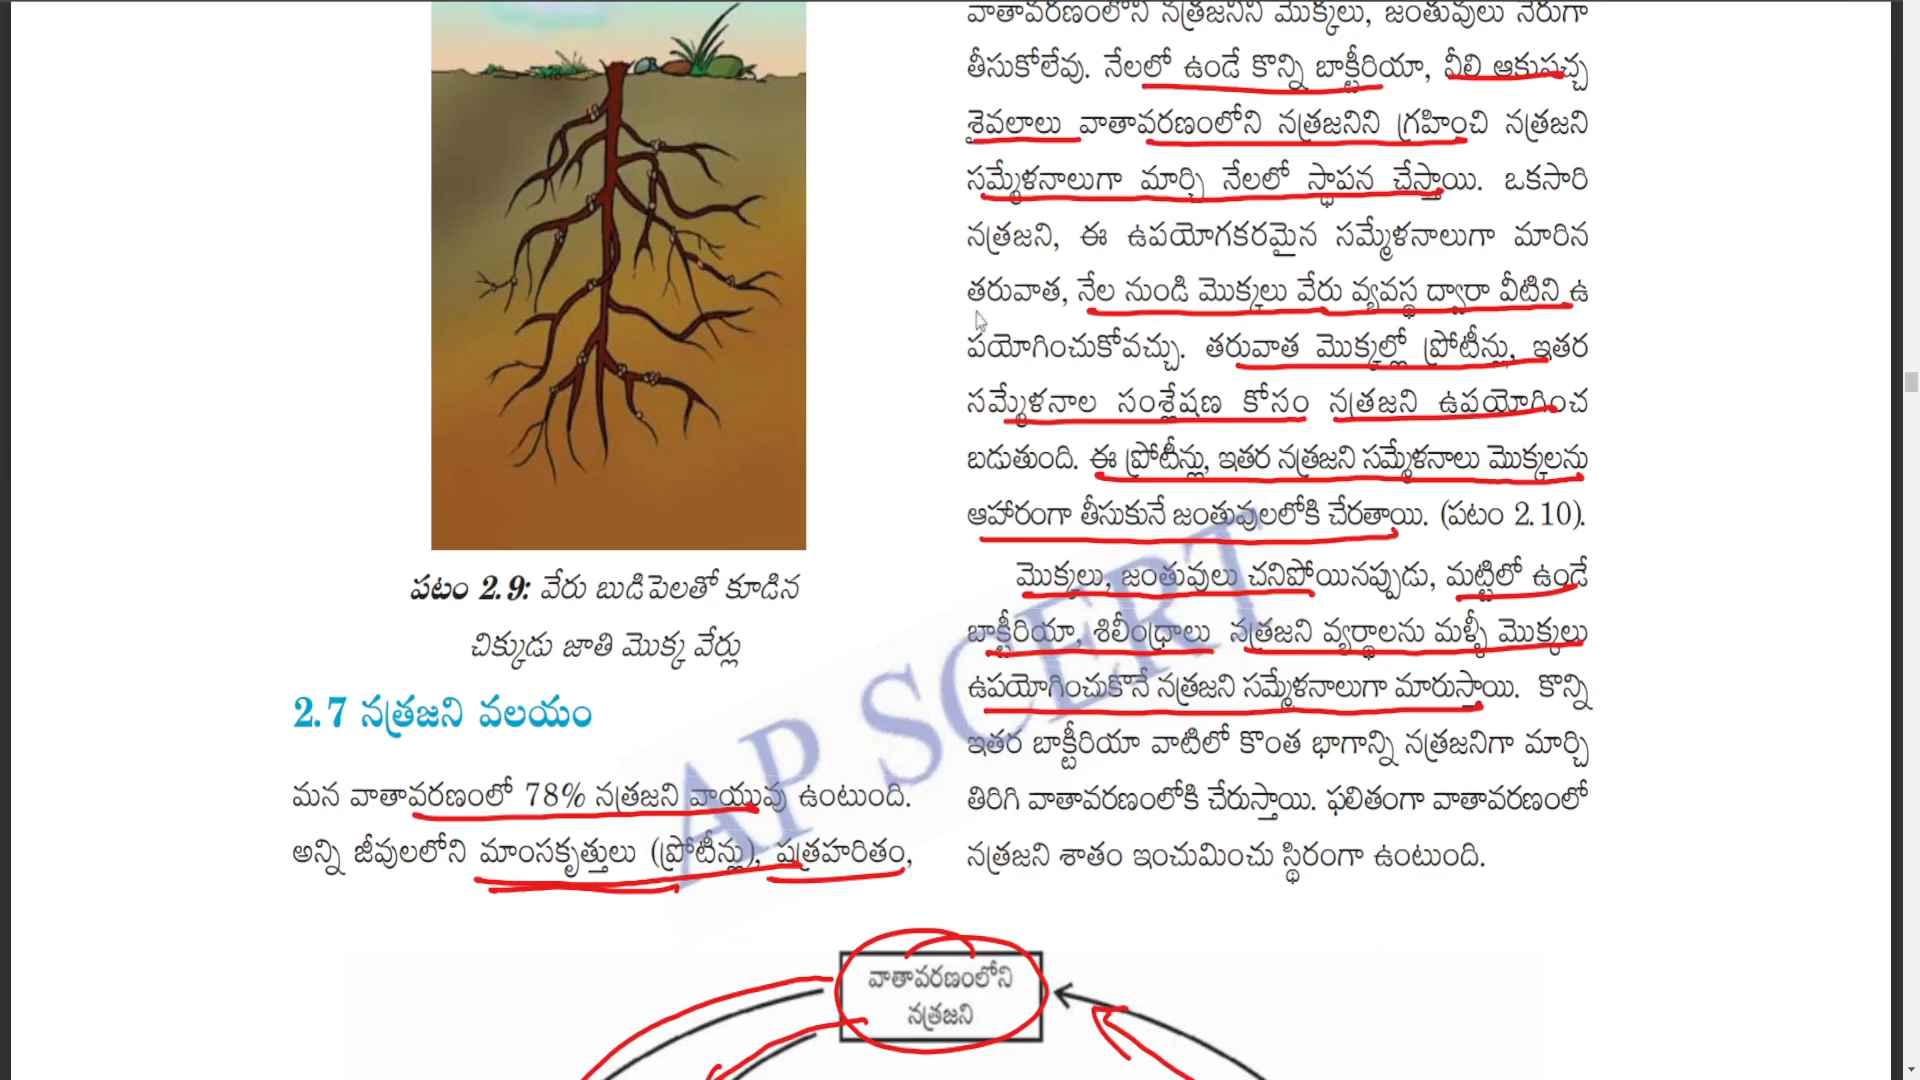 పటం 2.9: వేరు బుడిపెలతో కూడిన
చిక్కుడు జాతి మొక్క వేర్లు
2.7 నత్రజని వలయం
మన వాతావరణంలో 78% నత్రజని వాయువు ఉంటుంది.
అన్ని జీవులలోని మాంసకృత్తులు (ప్రోటీన్లు), పత్రహరితం,
వాతావరణంలోని నత్రజనిని మొక్కలు, జంతువులు నేరుగా
తీసుకోలేవు. నేలలో ఉండే కొన్ని బాక్టీరియా, నీలి ఆకుపచ్చ
శైవలాలు వాతావరణంలోని నత్రజనిని గ్రహించి నత్రజని
సమ్మేళనాలుగా మార్చి నేలలో స్థాపన చేస్తాయి. ఒకసారి
నత్రజని, ఈ ఉపయోగకరమైన సమ్మేళనాలుగా మారిన
తరువాత, నేల నుండి మొక్కలు వేరు వ్యవస్థ ద్వారా వీటిని ఉ
పయోగించుకోవచ్చు. తరువాత మొక్కల్లో ప్రోటీన్లు, ఇతర
సమ్మేళనాల సంశ్లేషణ కోసం నత్రజని ఉపయోగించ
బడుతుంది. ఈ ప్రోటీన్లు, ఇతర నత్రజని సమ్మేళనాలు మొక్కలను
ఆహారంగా తీసుకునే జంతువులలోకి చేరతాయి. (పటం 2.10).
మొక్కలు, జంతువులు చనిపోయినప్పుడు, మట్టిలో ఉండే
బాక్టీరియా, శిలీంధ్రాలు నత్రజని వ్యర్థాలను మళ్ళీ మొక్కలు
ఉపయోగించుకొనే నత్రజని సమ్మేళనాలుగా మారుస్తాయి. కొన్ని
ఇతర బాక్టీరియా వాటిలో కొంత భాగాన్ని నత్రజనిగా మార్చి
తిరిగి వాతావరణంలోకి చేరుస్తాయి. ఫలితంగా వాతావరణంలో
నత్రజని శాతం ఇంచుమించు స్థిరంగా ఉంటుంది.
AP SCERT
వాతావరణంలోని
నత్రజని